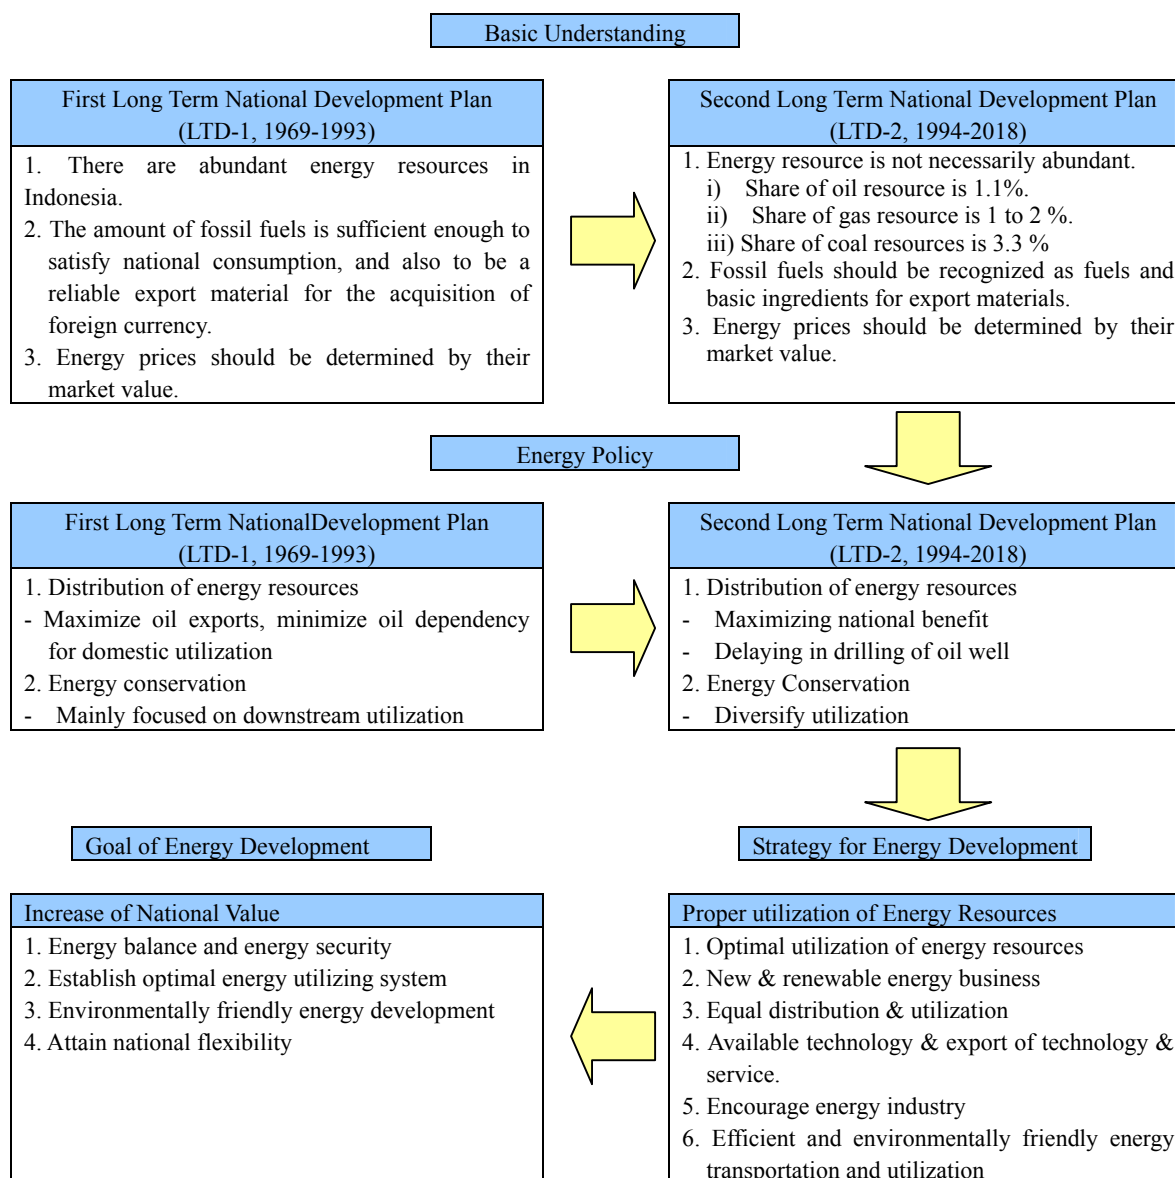 Basic Understanding
First Long Term National Development Plan
(LTD-1, 1969-1993)
1. There are abundant energy resources in
Indonesia.
2. The amount of fossil fuels is sufficient enough to
satisfy national consumption, and also to be a
reliable export material for the acquisition of
foreign currency.
3. Energy prices should be determined by their
market value.
Second Long Term National Development Plan
(LTD-2, 1994-2018)
1. Energy resource is not necessarily abundant.
i) Share of oil resource is 1.1%.
ii) Share of gas resource is 1 to 2 %.
iii) Share of coal resources is 3.3 %
2. Fossil fuels should be recognized as fuels and
basic ingredients for export materials.
3. Energy prices should be determined by their
market value.
Energy Policy
First Long Term NationalDevelopment Plan
(LTD-1, 1969-1993)
1. Distribution of energy resources
- Maximize oil exports, minimize oil dependency
for domestic utilization
2. Energy conservation
- Mainly focused on downstream utilization
Second Long Term National Development Plan
(LTD-2, 1994-2018)
1. Distribution of energy resources
- Maximizing national benefit
- Delaying in drilling of oil well
2. Energy Conservation
- Diversify utilization
Goal of Energy Development
Increase of National Value
1. Energy balance and energy security
2. Establish optimal energy utilizing system
3. Environmentally friendly energy development
4. Attain national flexibility
Strategy for Energy Development
Proper utilization of Energy Resources
1. Optimal utilization of energy resources
2. New & renewable energy business
3. Equal distribution & utilization
4. Available technology & export of technology &
service.
5. Encourage energy industry
6. Efficient and environmentally friendly energy
transportation and utilization